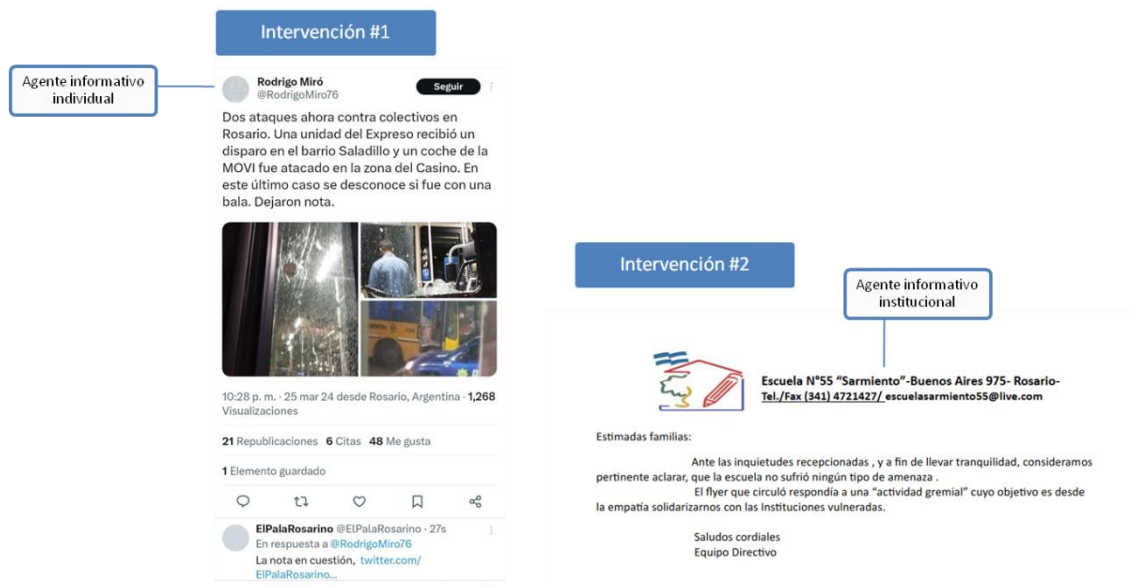 Intervención #1
Agente informativo
individual
Rodrigo Miró
@RodrigoMiro76
Seguir
Dos ataques ahora contra colectivos en
Rosario. Una unidad del Expreso recibió un
disparo en el barrio Saladillo y un coche de la
MOVI fue atacado en la zona del Casino. En
este último caso se desconoce si fue con una
bala. Dejaron nota.
10:28 p. m. · 25 mar 24 desde Rosario, Argentina · 1,268
Visualizaciones
21 Republicaciones 6 Citas 48 Me gusta
1 Elemento guardado
ElPalaRosarino @ElPalaRosarino · 27s
En respuesta a @RodrigoMiro76
La nota en cuestión, twitter.com/
ElPalaRosarino...
Intervención #2
Agente informativo
institucional
Escuela N°55 “Sarmiento”-Buenos Aires 975- Rosario-
Tel./Fax (341) 4721427/ escuelasarmiento55@live.com
Estimadas familias:
Ante las inquietudes recepcionadas , y a fin de llevar tranquilidad, consideramos
pertinente aclarar, que la escuela no sufrió ningún tipo de amenaza .
El flyer que circuló respondía a una “actividad gremial” cuyo objetivo es desde
la empatía solidarizarnos con las Instituciones vulneradas.
Saludos cordiales
Equipo Directivo